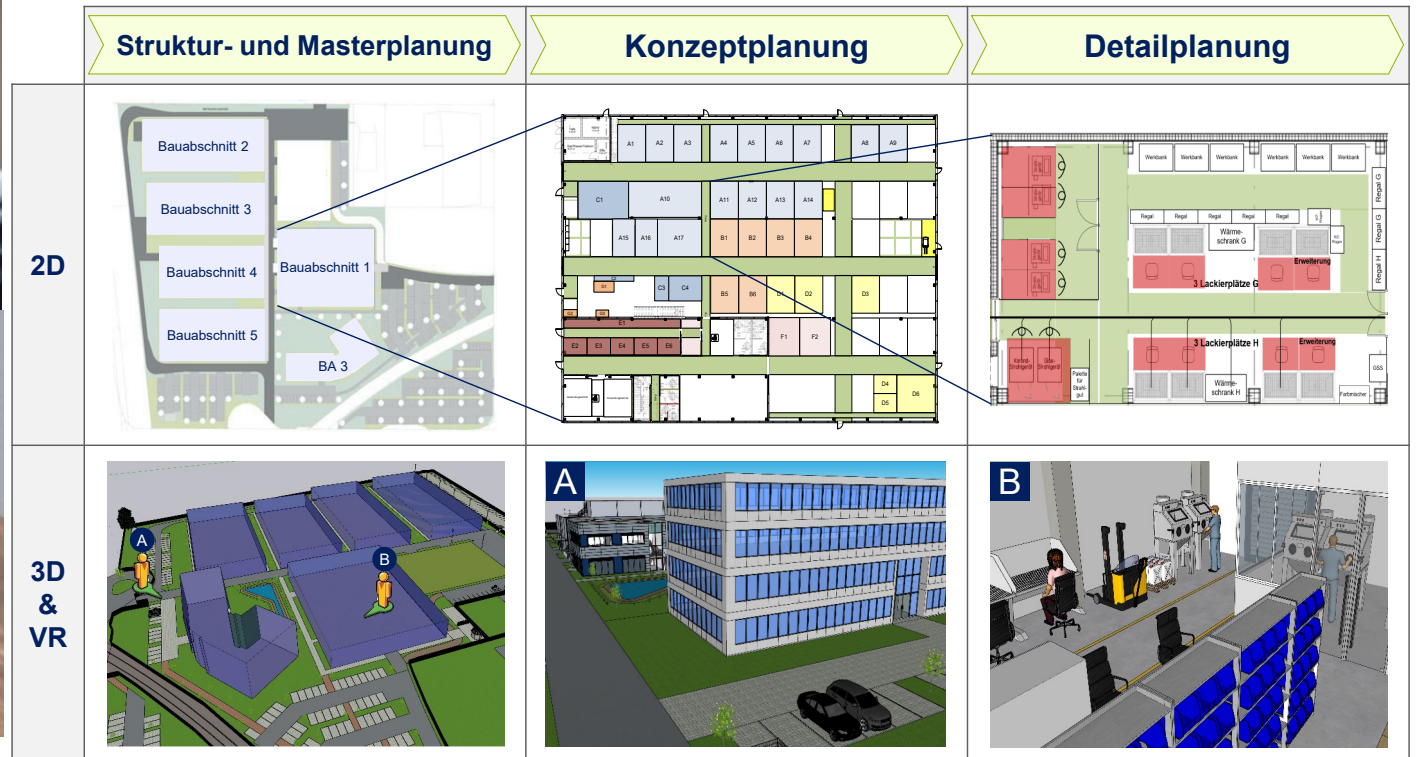 Struktur- und Masterplanung
Konzeptplanung
Detailplanung
2D
Bauabschnitt 2
Bauabschnitt 3
Bauabschnitt 4
Bauabschnitt 5
Bauabschnitt 1
BA 3
A1 A2 A3 A4 A5 A6 A7 A8 A9
C1 A10 A11 A12 A13 A14
A15 A16 A17 B1 B2 B3 B4
C3 C4 B5 B6 D1 D2 D3
E1
E2 E3 E4 E5 E6 F1 F2
D4
D5 D6
Werkbank Werkbank Werkbank Werkbank Werkbank Werkbank
Regal G
Regal G
Regal H
Regal Regal Regal Regal Regal
Wärme-
schrank G
Erweiterung
3 Lackierplätze G
3 Lackierplätze H
Erweiterung
Palette
für
Strahl-
gut
Wärme-
schrank H
GSS
Farbmischer
3D
&
VR
A
B
A
B